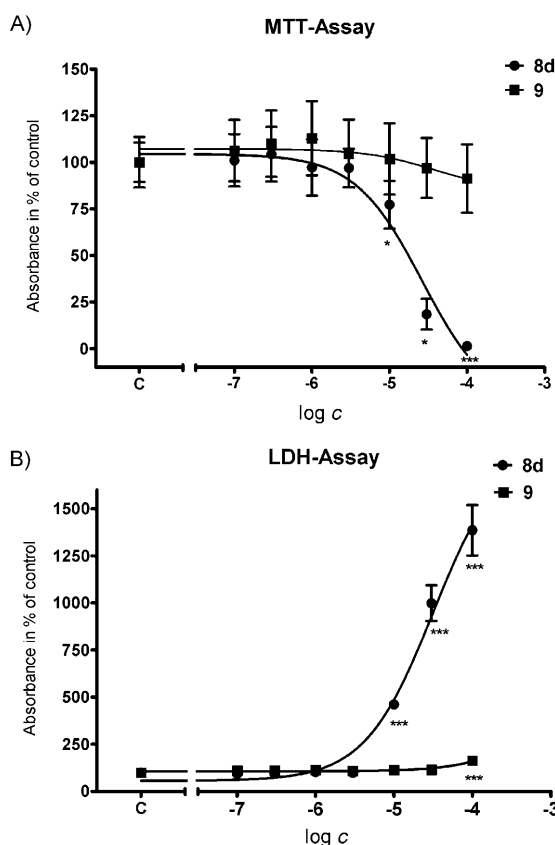 A)
MTT-Assay
8d
9
Absorbance in % of control
150
125
100
75
50
25
0
*
*
***
C
-7
-6
-5
-4
-3
log c
B)
LDH-Assay
8d
9
Absorbance in % of control
1500
1250
1000
750
500
250
0
***
***
***
***
C
-7
-6
-5
-4
-3
log c